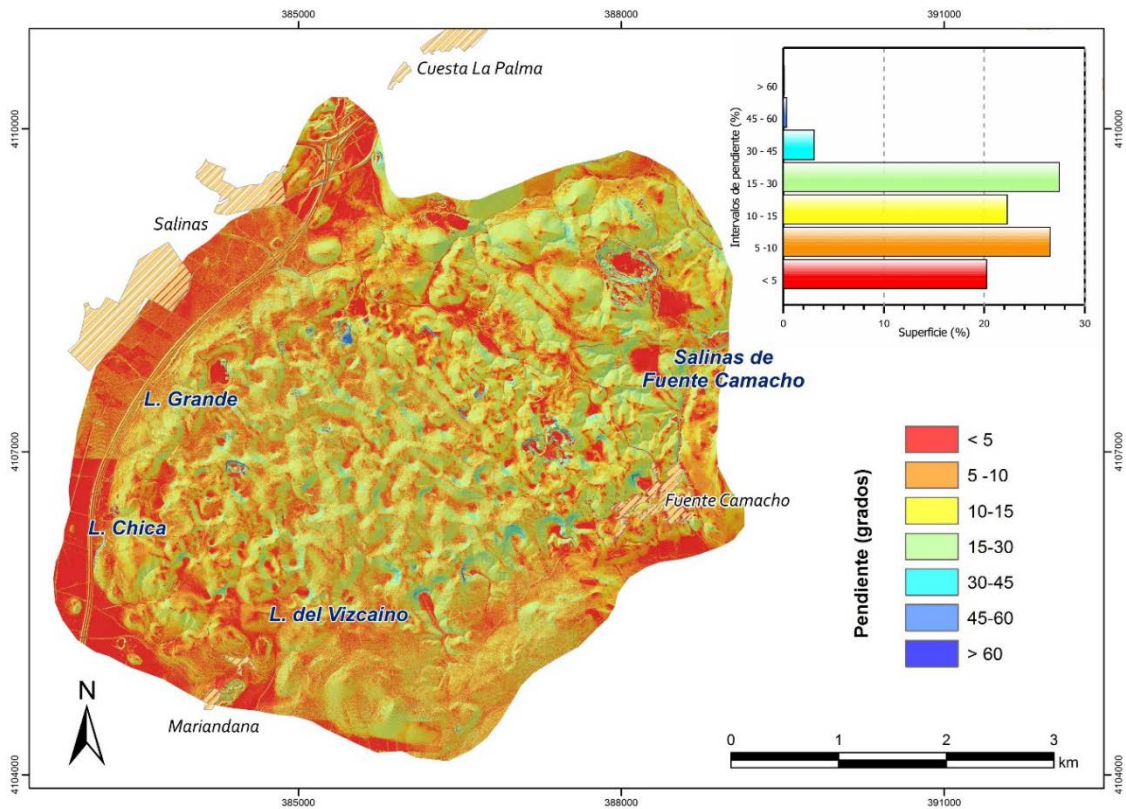 385000
388000
391000
4110000
4107000
4104000
Cuesta La Palma
Salinas
L. Grande
L. Chica
L. del Vizcaino
Mariandana
Salinas de
Fuente Camacho
Fuente Camacho
N
Intervalos de pendiente (%)
> 60
45 - 60
30 - 45
15 - 30
10 - 15
5 -10
< 5
0
10
20
30
Superficie (%)
Pendiente (grados)
< 5
5 -10
10-15
15-30
30-45
45-60
> 60
0
1
2
3
km
4110000
4107000
4104000
385000
388000
391000